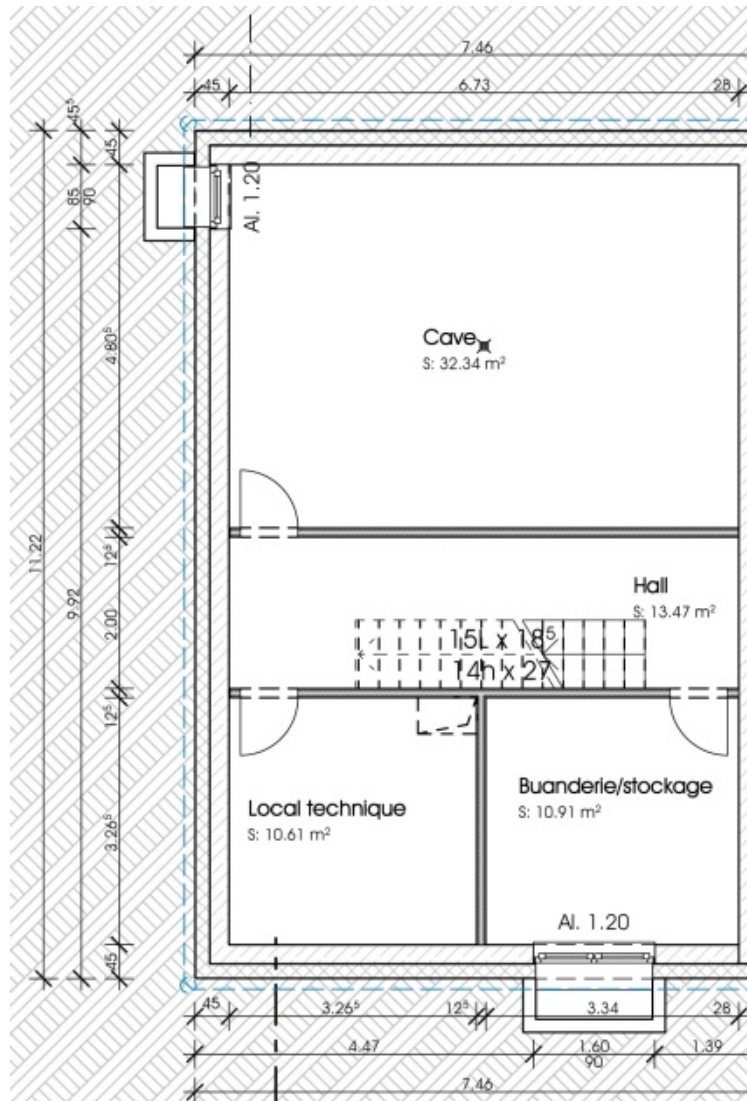 7.46
45 6.73 28
45⁵
45
85
90
Al. 1.20
Cave
S: 32.34 m²
4.80⁵
11.22
9.92
12⁵
2.00
Hall
S: 13.47 m²
15L x 18⁵
14h x 27
12⁵
Local technique
S: 10.61 m²
Buanderie/stockage
S: 10.91 m²
3.26⁵
Al. 1.20
45
45 3.26⁵ 12⁵ 3.34 28
4.47 1.60 1.39
90
7.46